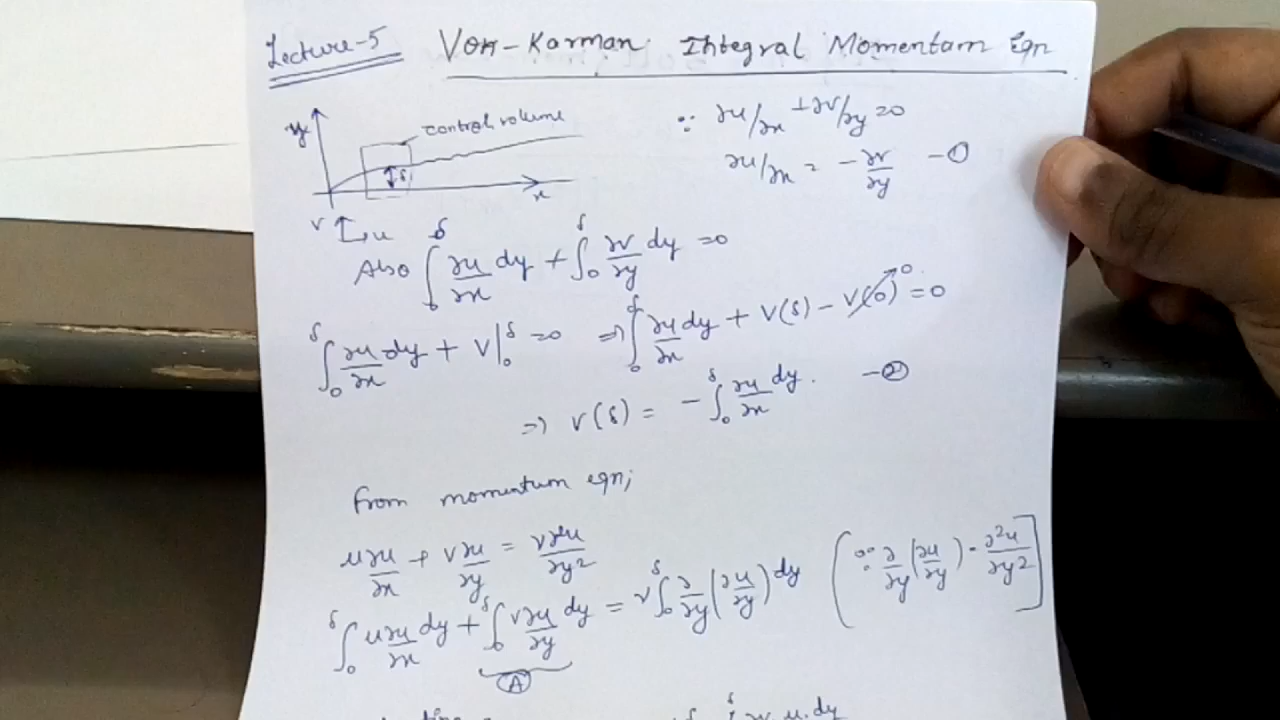 Lecture-5 Von-Karman Integral Momentum Eqn
y control volume
δ
x
v u
∵ ∂u/∂x + ∂v/∂y = 0
∂u/∂x = - ∂v/∂y -①
Also ∫₀^δ ∂u/∂x dy + ∫₀^δ ∂v/∂y dy = 0
∫₀^δ ∂u/∂x dy + v|₀^δ = 0 ⇒ ∫₀^δ ∂u/∂x dy + v(δ) - v(0)→0 = 0
⇒ v(δ) = - ∫₀^δ ∂u/∂x dy. -②
From momentum eqn;
u ∂u/∂x + v ∂u/∂y = ν ∂²u/∂y²
∫₀^δ u ∂u/∂x dy + ∫₀^δ v ∂u/∂y dy = ν ∫₀^δ ∂/∂y (∂u/∂y) dy [∵ ∂/∂y (∂u/∂y) = ∂²u/∂y²]
Ⓐ